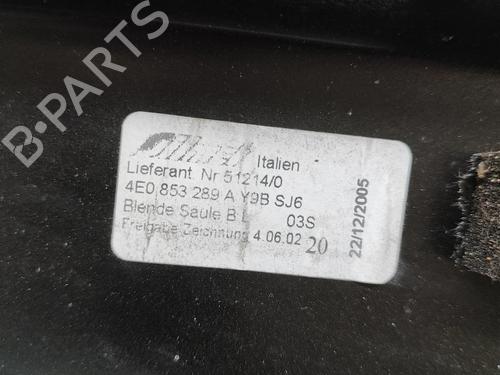 B-PARTS
Italien
Lieferant Nr 51214/0
4E0 853 289 A Y9B SJ6
Blende Saule B L 03S
Freigabe Zeichnung 4.06.02 20
22/12/2005